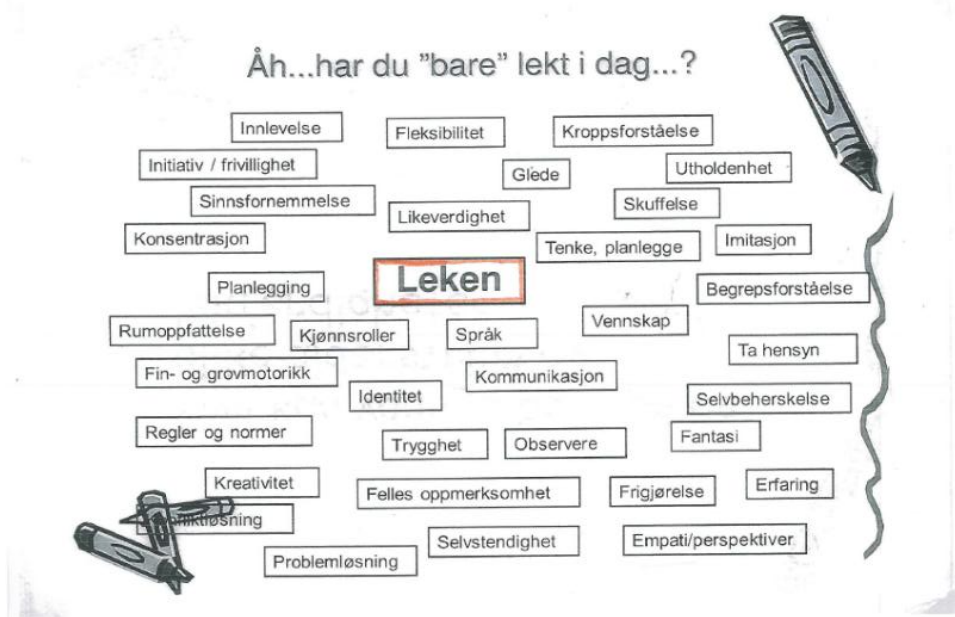 Åh...har du "bare" lekt i dag...?
Innlevelse
Fleksibilitet
Kroppsforståelse
Initiativ / frivillighet
Glede
Utholdenhet
Sinnsfornemmelse
Likeverdighet
Skuffelse
Konsentrasjon
Tenke, planlegge
Imitasjon
Planlegging
Leken
Begrepsforståelse
Rumoppfattelse
Kjønnsroller
Språk
Vennskap
Ta hensyn
Fin- og grovmotorikk
Identitet
Kommunikasjon
Selvbeherskelse
Regler og normer
Trygghet
Observere
Fantasi
Kreativitet
Felles oppmerksomhet
Frigjørelse
Erfaring
Selvstendighet
Empati/perspektiver
Problemløsning